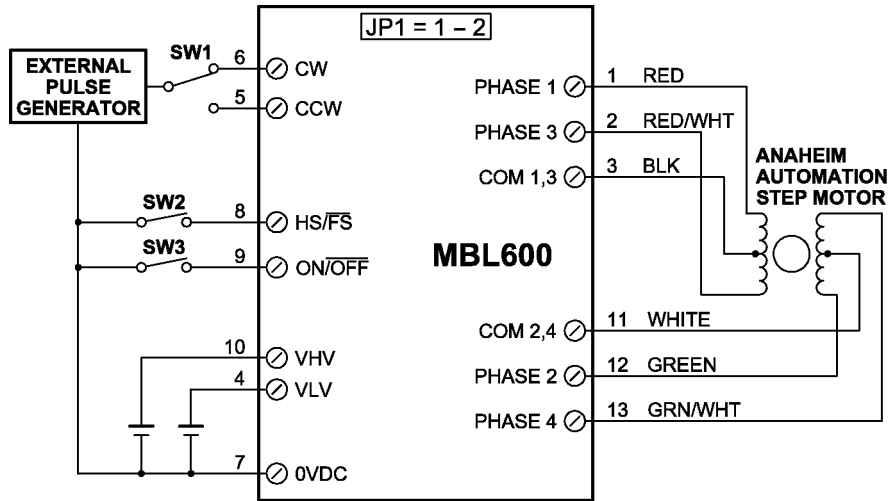 JP1 = 1 – 2
EXTERNAL
PULSE
GENERATOR
SW1
6
CW
5
CCW
SW2
8
HS/F̅S̅
SW3
9
ON/O̅F̅F̅
10
VHV
4
VLV
7
0VDC
MBL600
PHASE 1
1
RED
PHASE 3
2
RED/WHT
COM 1,3
3
BLK
ANAHEIM
AUTOMATION
STEP MOTOR
COM 2,4
11
WHITE
PHASE 2
12
GREEN
PHASE 4
13
GRN/WHT